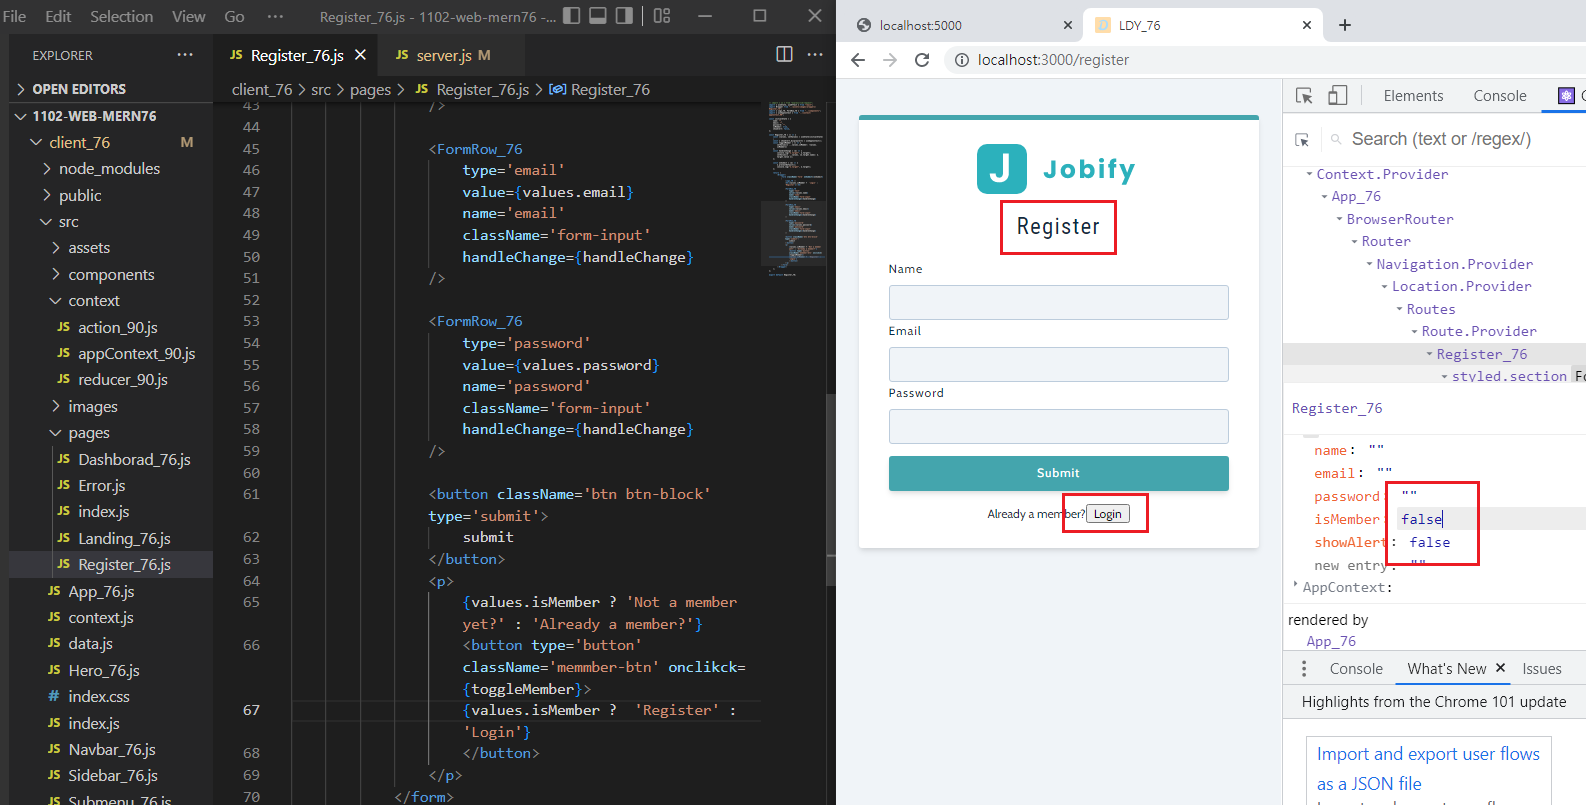 File Edit Selection View Go ··· Register_76.js - 1102-web-mern76 -...
EXPLORER ···
OPEN EDITORS
1102-WEB-MERN76
client_76 M
node_modules
public
src
assets
components
context
JS action_90.js
JS appContext_90.js
JS reducer_90.js
images
pages
JS Dashborad_76.js
JS Error.js
JS index.js
JS Landing_76.js
JS Register_76.js
JS App_76.js
JS context.js
JS data.js
JS Hero_76.js
# index.css
JS index.js
JS Navbar_76.js
JS Sidebar_76.js
JS Submenu_76.js
JS Register_76.js JS server.js M ···
client_76 > src > pages > JS Register_76.js > Register_76
43 />
44
45 <FormRow_76
46 type='email'
47 value={values.email}
48 name='email'
49 className='form-input'
50 handleChange={handleChange}
51 />
52
53 <FormRow_76
54 type='password'
55 value={values.password}
56 name='password'
57 className='form-input'
58 handleChange={handleChange}
59 />
60
61 <button className='btn btn-block'
type='submit'>
62 submit
63 </button>
64 <p>
65 {values.isMember ? 'Not a member
yet?' : 'Already a member?'}
66 <button type='button'
className='memmber-btn' onclikck=
{toggleMember}>
67 {values.isMember ?  'Register' :
'Login'}
68 </button>
69 </p>
70 </form>
localhost:5000
D LDY_76
localhost:3000/register
J Jobify
Register
Name
Email
Password
Submit
Already a member? Login
Elements Console
Search (text or /regex/)
Context.Provider
App_76
BrowserRouter
Router
Navigation.Provider
Location.Provider
Routes
Route.Provider
Register_76
styled.section
Register_76
name: ""
email: ""
password: ""
isMember: false
showAlert: false
new entry: ""
AppContext:
rendered by
App_76
Console What's New Issues
Highlights from the Chrome 101 update
Import and export user flows
as a JSON file